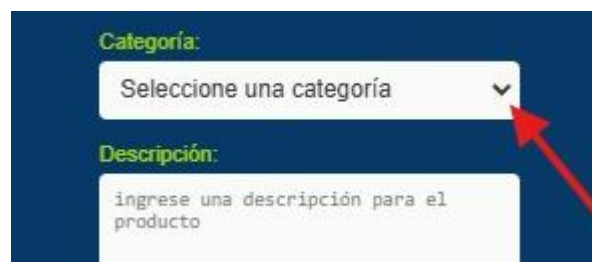 Categoría:
Seleccione una categoría
Descripción:
ingrese una descripción para el
producto